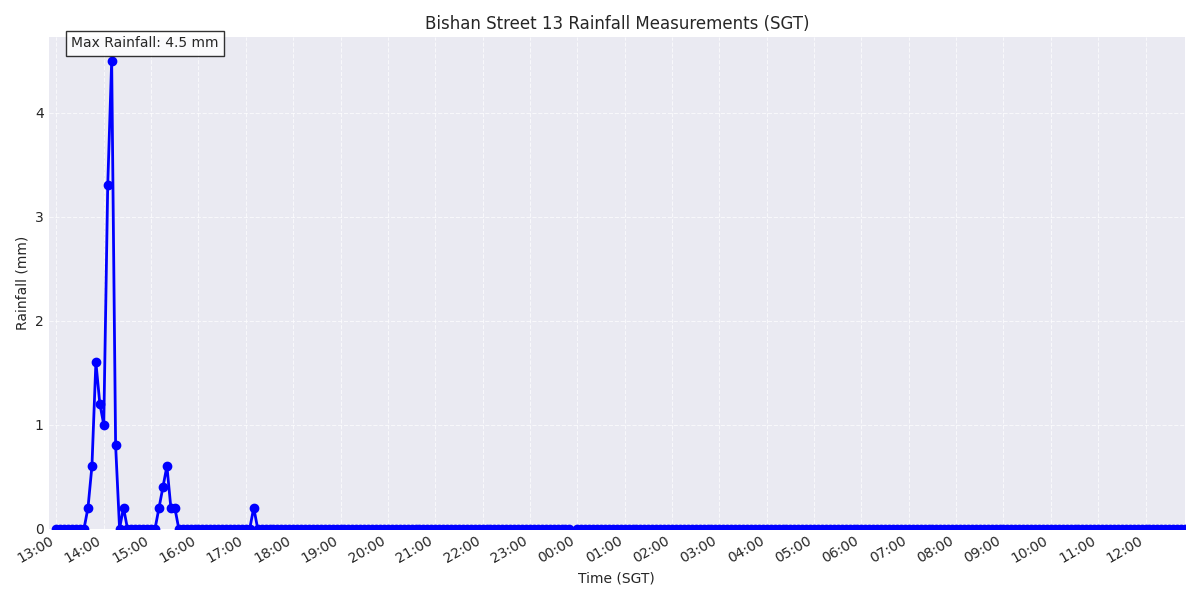 Bishan Street 13 Rainfall Measurements (SGT)
Max Rainfall: 4.5 mm
4
3
2
1
0
Rainfall (mm)
13:00 14:00 15:00 16:00 17:00 18:00 19:00 20:00 21:00 22:00 23:00 00:00 01:00 02:00 03:00 04:00 05:00 06:00 07:00 08:00 09:00 10:00 11:00 12:00
Time (SGT)